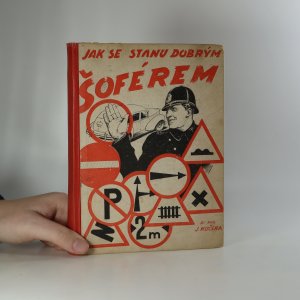 JAK SE STANU DOBRÝM
ŠOFÉREM
P
Z
2m
J. KUČERA